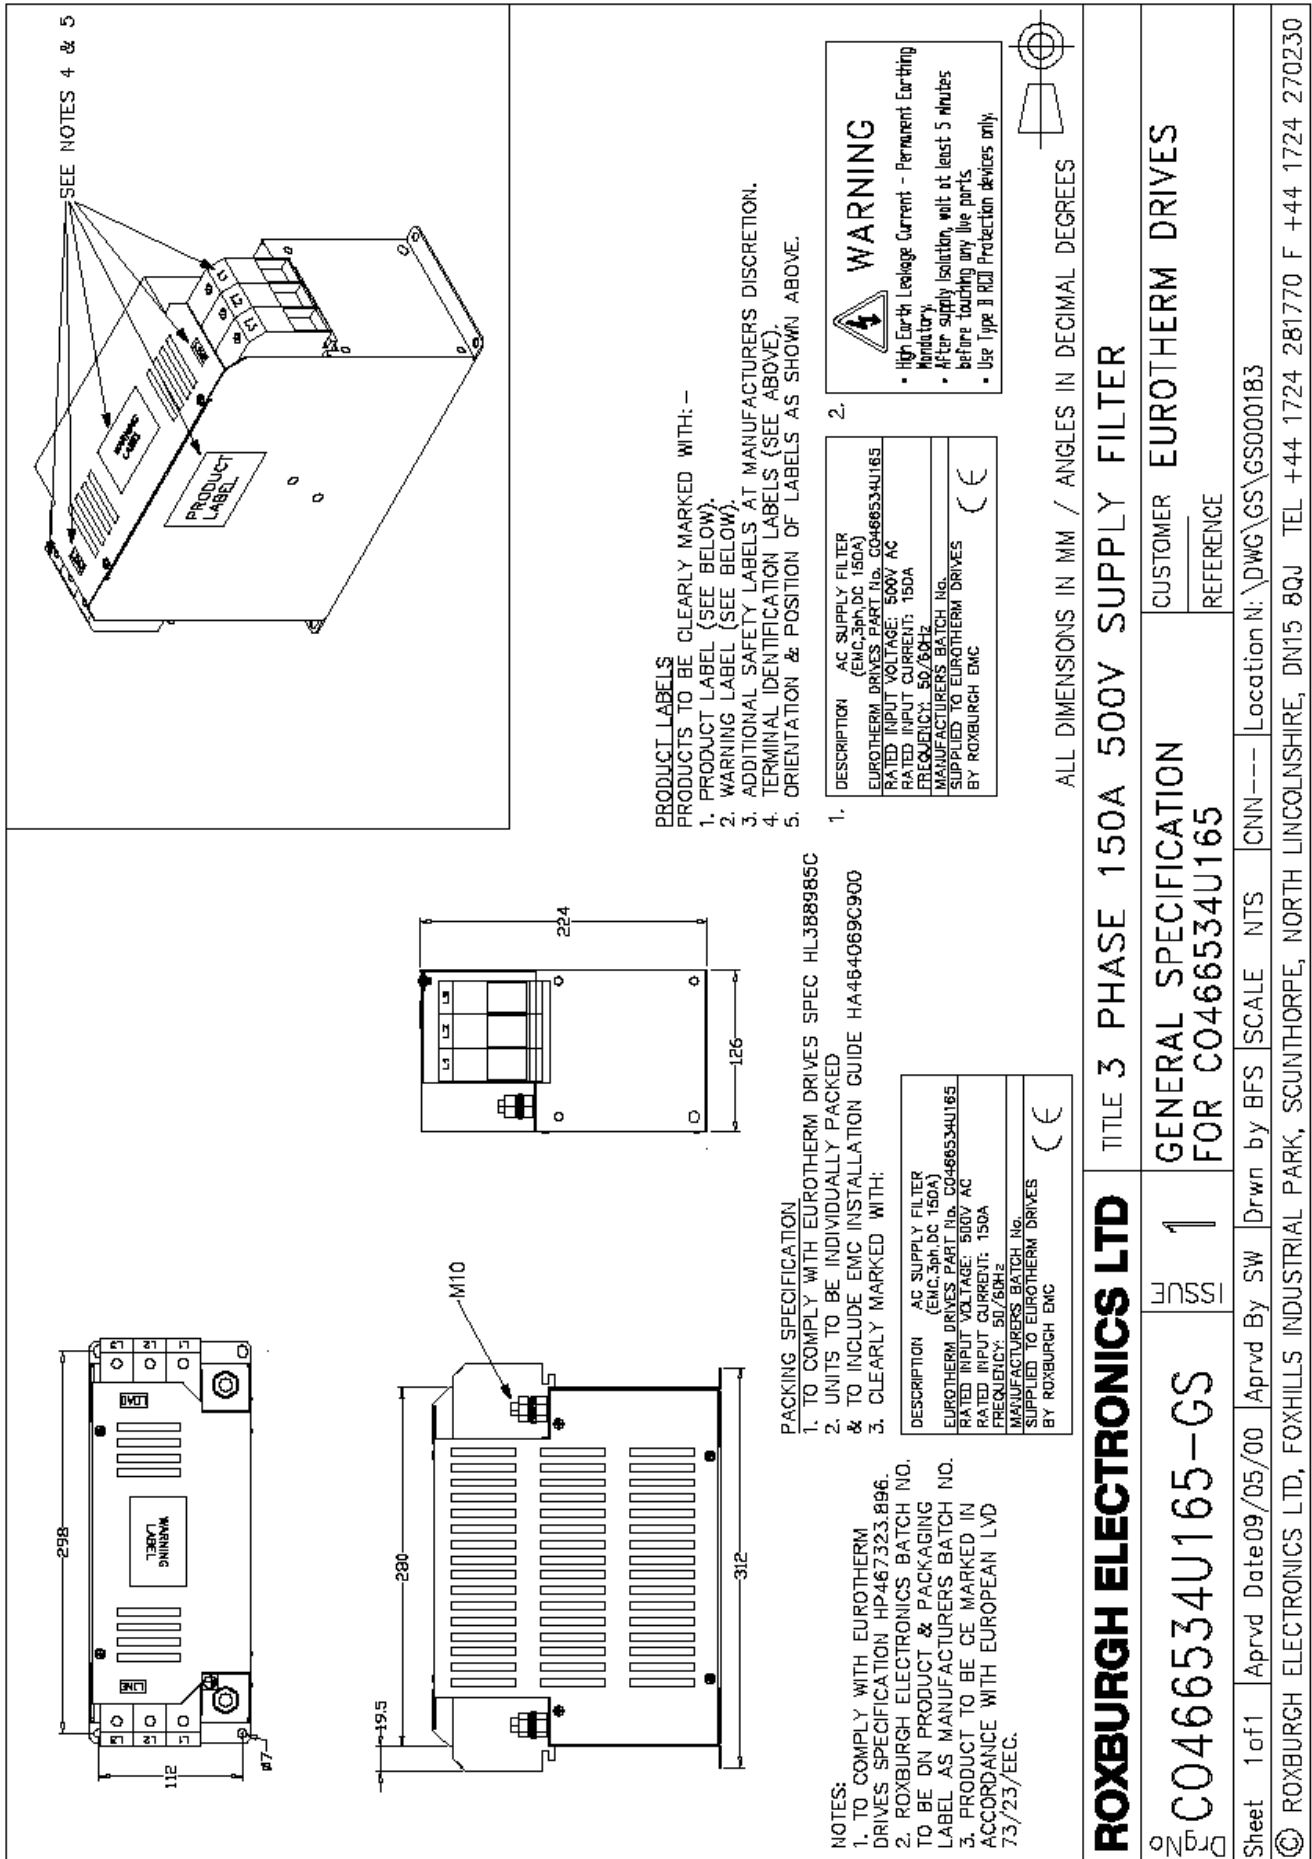 SEE NOTES 4 & 5
LINE
LOAD
WARNING
LABEL
PRODUCT
LABEL
L1
L2
L3
298
112
ø7
LINE
LOAD
WARNING
LABEL
L3
L2
L1
L3
L2
L1
19.5
280
312
M10
L1
L2
L3
224
126
NOTES:
1. TO COMPLY WITH EUROTHERM
DRIVES SPECIFICATION HP467323.896.
2. ROXBURGH ELECTRONICS BATCH NO.
TO BE ON PRODUCT & PACKAGING
LABEL AS MANUFACTURERS BATCH NO.
3. PRODUCT TO BE CE MARKED IN
ACCORDANCE WITH EUROPEAN LVD
73/23/EEC.
PACKING SPECIFICATION
1. TO COMPLY WITH EUROTHERM DRIVES SPEC HL388985C
2. UNITS TO BE INDIVIDUALLY PACKED
& TO INCLUDE EMC INSTALLATION GUIDE HA464069C900
3. CLEARLY MARKED WITH:
DESCRIPTION AC SUPPLY FILTER
(EMC,3ph,DC 150A)
EUROTHERM DRIVES PART No. CO466534U165
RATED INPUT VOLTAGE: 500V AC
RATED INPUT CURRENT: 150A
FREQUENCY: 50/60Hz
MANUFACTURERS BATCH No.
SUPPLIED TO EUROTHERM DRIVES
BY ROXBURGH EMC
CE
PRODUCT LABELS
PRODUCTS TO BE CLEARLY MARKED WITH:-
1. PRODUCT LABEL (SEE BELOW).
2. WARNING LABEL (SEE BELOW).
3. ADDITIONAL SAFETY LABELS AT MANUFACTURERS DISCRETION.
4. TERMINAL IDENTIFICATION LABELS (SEE ABOVE).
5. ORIENTATION & POSITION OF LABELS AS SHOWN ABOVE.
1.
DESCRIPTION AC SUPPLY FILTER
(EMC,3ph,DC 150A)
EUROTHERM DRIVES PART No. CO466534U165
RATED INPUT VOLTAGE: 500V AC
RATED INPUT CURRENT: 150A
FREQUENCY: 50/60Hz
MANUFACTURERS BATCH No.
SUPPLIED TO EUROTHERM DRIVES
BY ROXBURGH EMC
CE
2.
WARNING
• High Earth Leakage Current - Permanent Earthing
Mandatory.
• After supply isolation, wait at least 5 minutes
before touching any live parts.
• Use Type B RCD Protection devices only.
ALL DIMENSIONS IN MM / ANGLES IN DECIMAL DEGREES
ROXBURGH ELECTRONICS LTD
TITLE 3 PHASE 150A 500V SUPPLY FILTER
DrgNo CO466534U165-GS
ISSUE 1
GENERAL SPECIFICATION
FOR CO466534U165
CUSTOMER EUROTHERM DRIVES
REFERENCE
Sheet 1of1 Aprvd Date09/05/00 Aprvd By SW Drwn by BFS SCALE NTS CNN--- Location N:\DWG\GS\GS0001B3
© ROXBURGH ELECTRONICS LTD, FOXHILLS INDUSTRIAL PARK, SCUNTHORPE, NORTH LINCOLNSHIRE, DN15 8QJ TEL +44 1724 281770 F +44 1724 270230